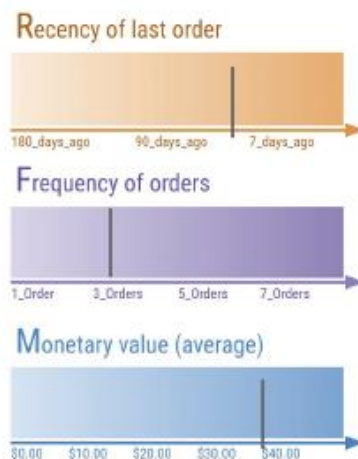 Recency of last order
180_days_ago 90_days_ago 7_days_ago
Frequency of orders
1_Order 3_Orders 5_Orders 7_Orders
Monetary value (average)
$0.00 $10.00 $20.00 $30.00 $40.00